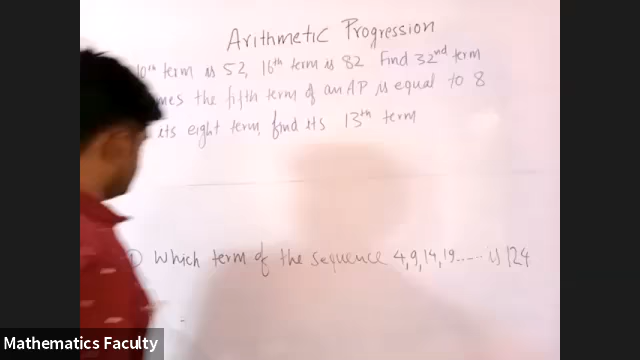 Arithmetic Progression
10th term is 52, 16th term is 82 Find 32nd term
the fifth term of an AP is equal to 8
its eight term, find its 13th term
which term of the sequence 4, 9, 14, 19..... is 124
Mathematics Faculty